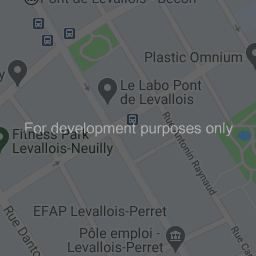 Pont de Levallois - Bécon
Plastic Omnium
y
Le Labo Pont
de Levallois
For development purposes only
Fitness Park
Levallois-Neuilly
Rue Antonin Raynaud
EFAP Levallois-Perret
Rue Danto
Pôle emploi -
Levallois-Perret
Rue Ca